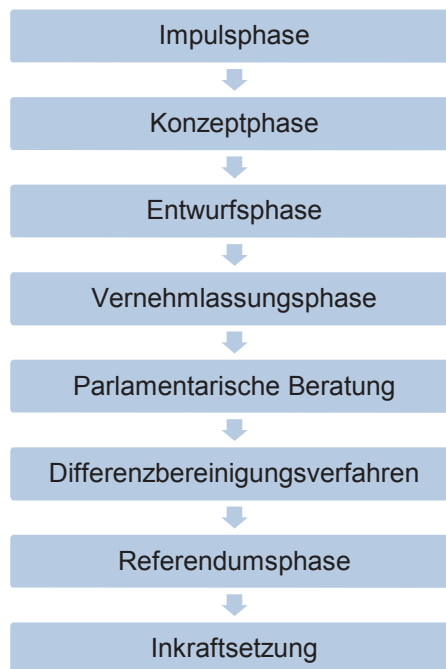 Impulsphase
Konzeptphase
Entwurfsphase
Vernehmlassungsphase
Parlamentarische Beratung
Differenzbereinigungsverfahren
Referendumsphase
Inkraftsetzung